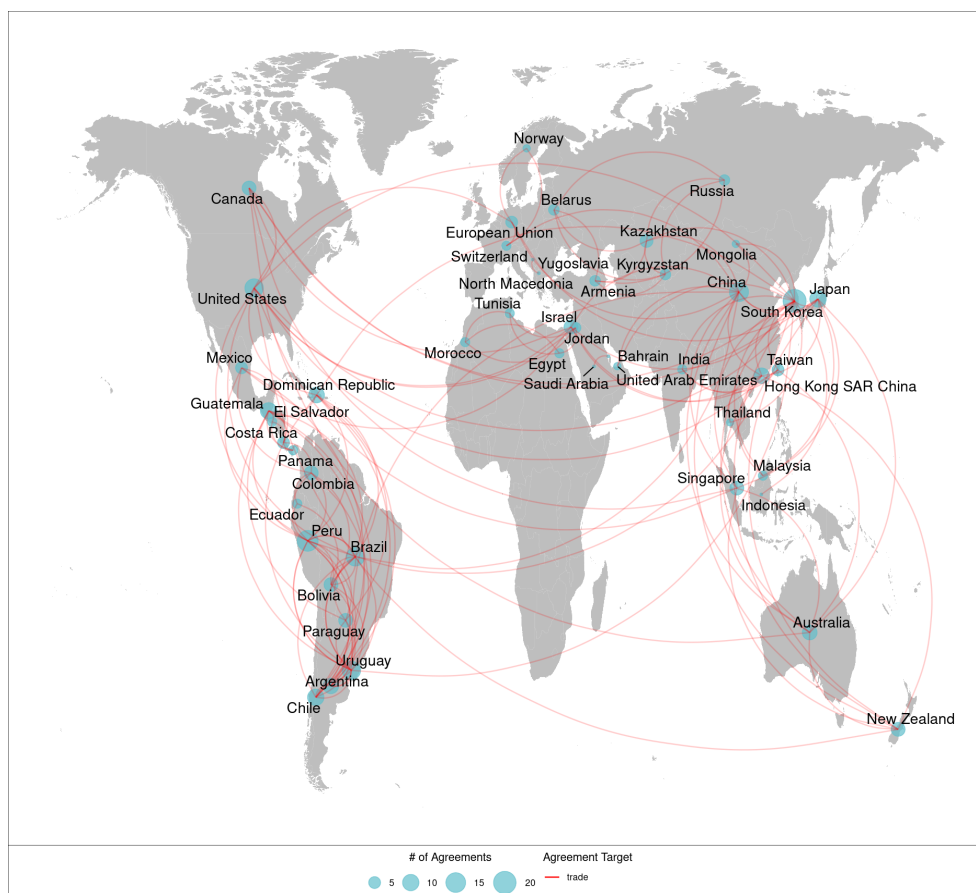 Norway
Russia
Canada
Belarus
European Union
Kazakhstan
Switzerland
Mongolia
Yugoslavia
Kyrgyzstan
North Macedonia
Armenia
China
Japan
United States
Tunisia
South Korea
Israel
Jordan
Mexico
Morocco
Egypt
Bahrain
India
Taiwan
Saudi Arabia
United Arab Emirates
Hong Kong SAR China
Dominican Republic
Guatemala
El Salvador
Thailand
Costa Rica
Panama
Malaysia
Colombia
Singapore
Ecuador
Indonesia
Peru
Brazil
Bolivia
Australia
Paraguay
Uruguay
Argentina
Chile
New Zealand
# of Agreements
Agreement Target
5 10 15 20
trade